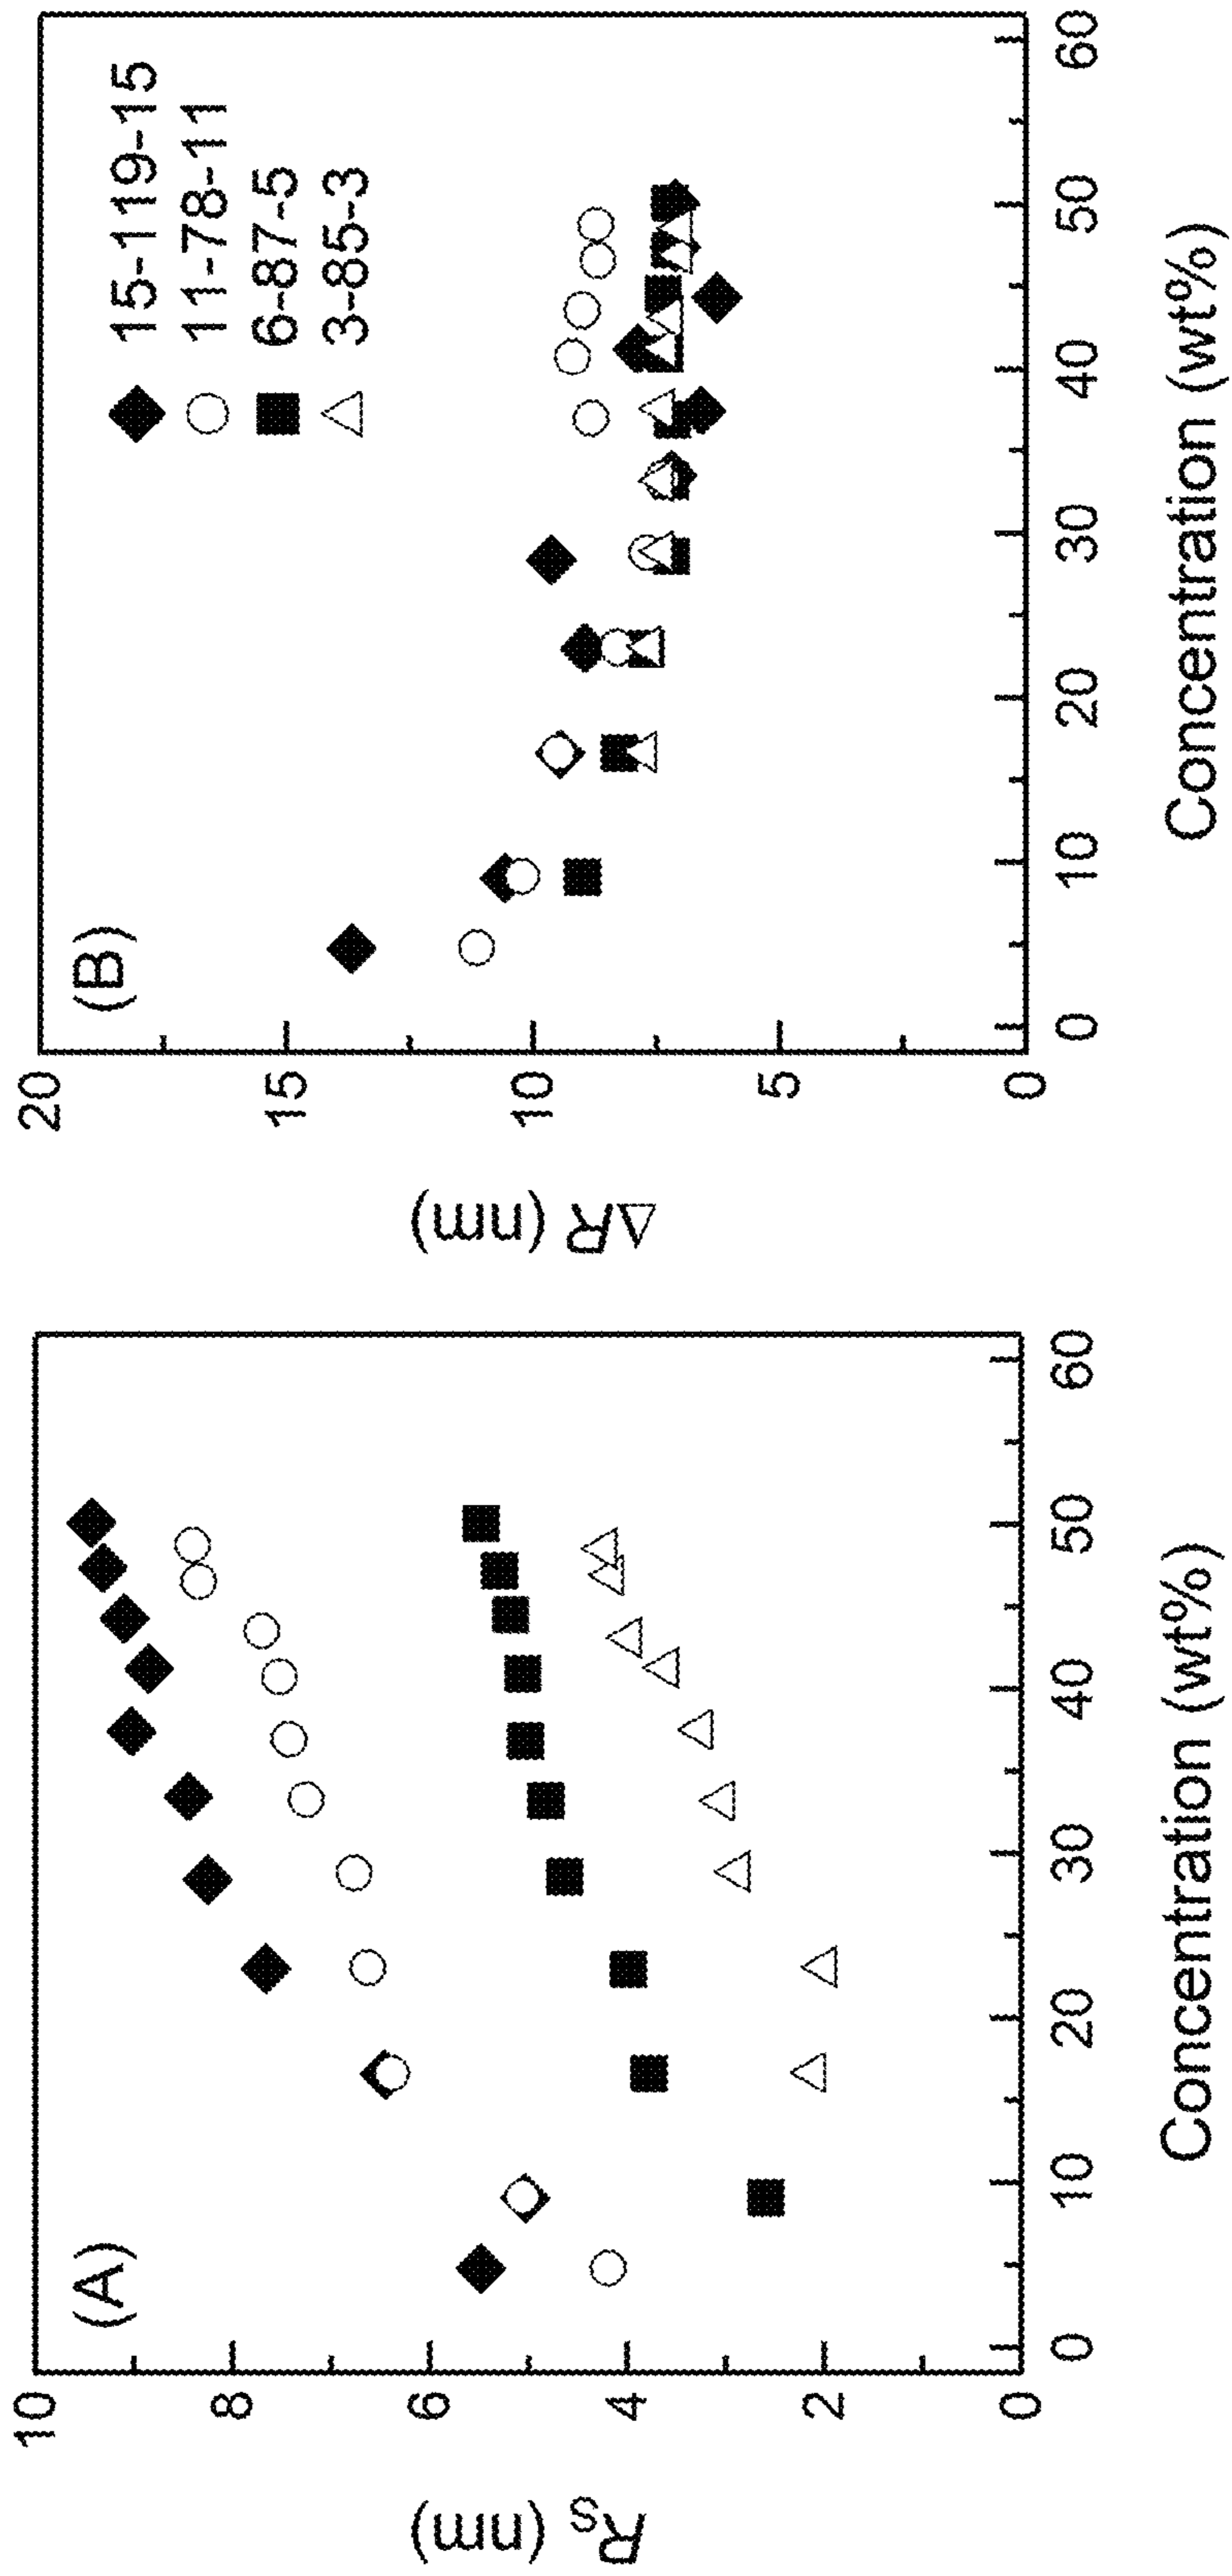 (A)
10
8
6
4
2
0
R_S (nm)
0 10 20 30 40 50 60
Concentration (wt%)
(B)
15-119-15
11-78-11
6-87-5
3-85-3
20
15
10
5
0
ΔR (nm)
0 10 20 30 40 50 60
Concentration (wt%)